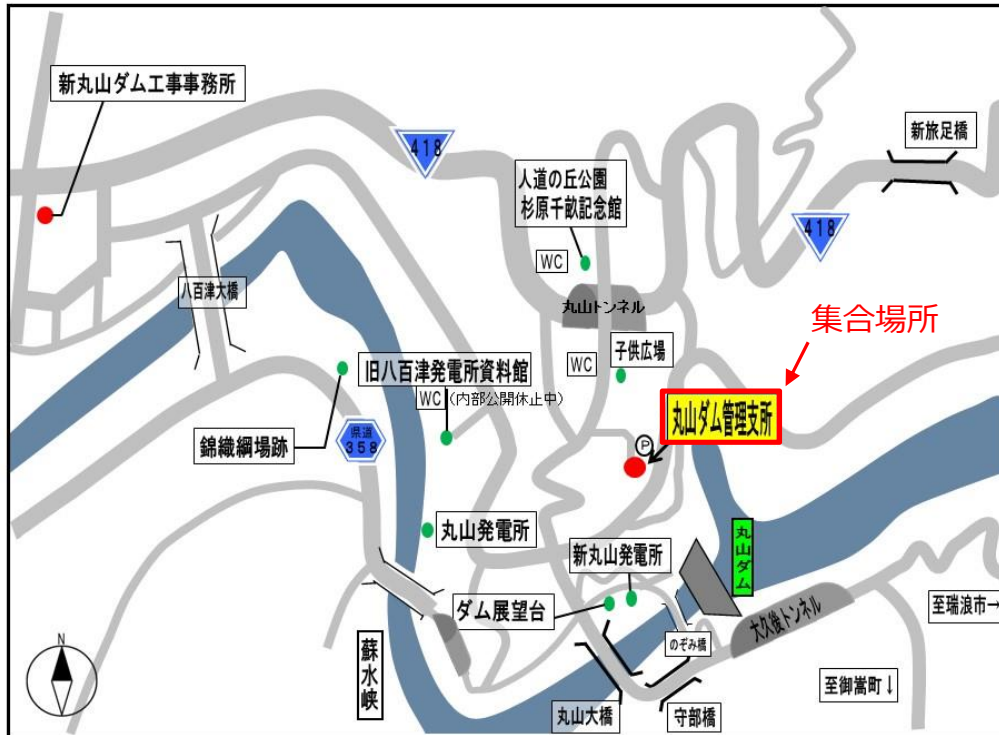 新丸山ダム工事事務所
418
新旅足橋
人道の丘公園
杉原千畝記念館
WC
418
八百津大橋
丸山トンネル
集合場所
WC
子供広場
旧八百津発電所資料館
WC（内部公開休止中）
丸山ダム管理支所
P
県道
358
錦織綱場跡
丸山発電所
新丸山発電所
丸山ダム
ダム展望台
大久後トンネル
至瑞浪市→
のぞみ橋
N
蘇水峡
至御嵩町↓
丸山大橋
守部橋